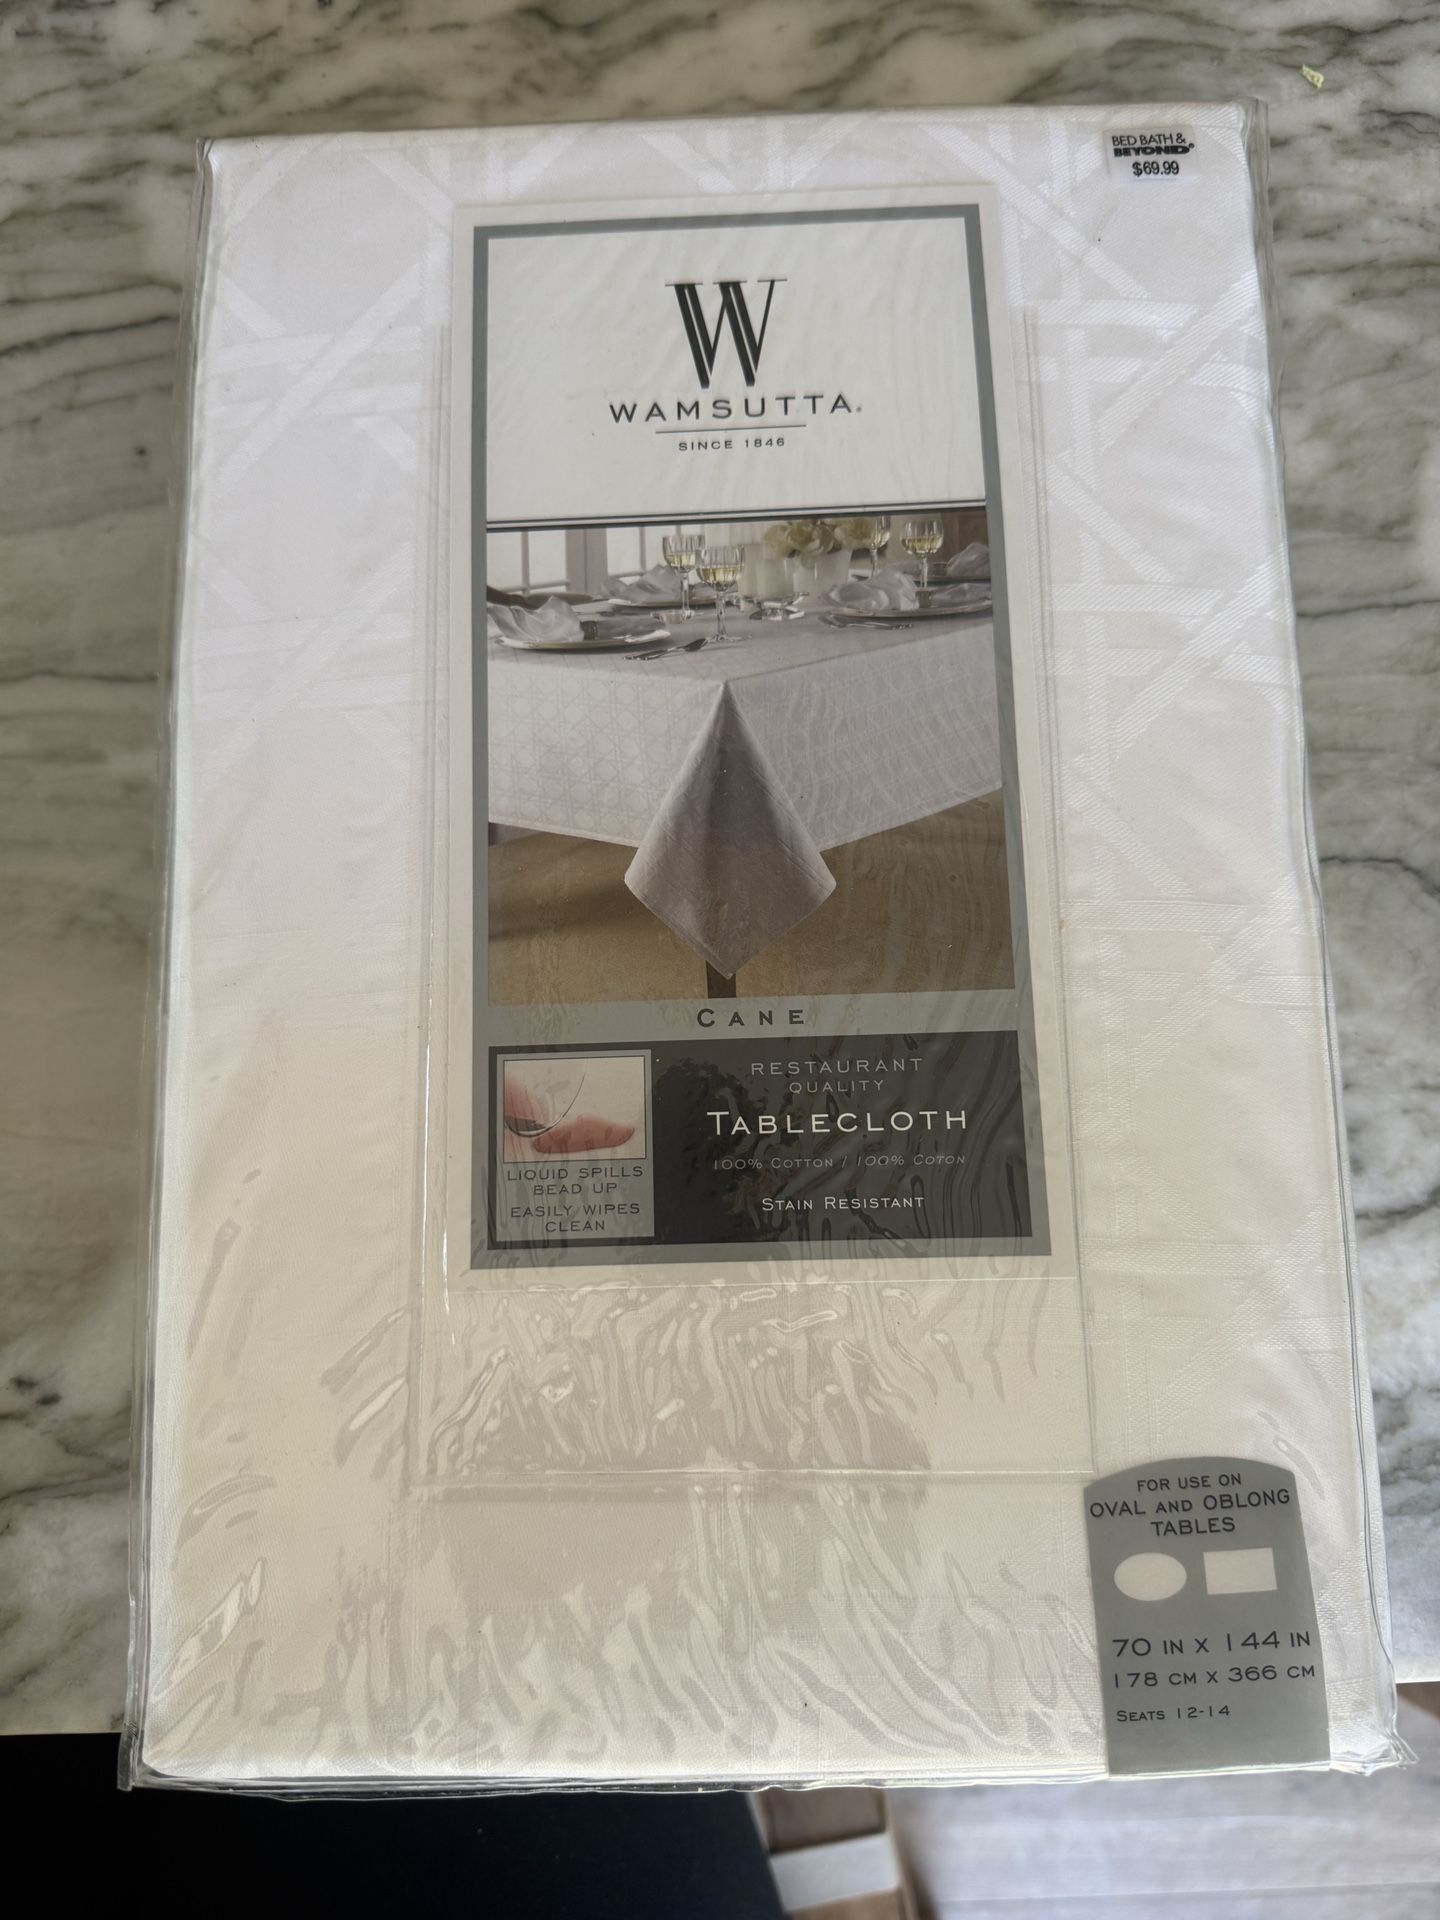 BED BATH &
BEYOND®
$69.99
W
WAMSUTTA®
SINCE 1846
CANE
RESTAURANT
QUALITY
TABLECLOTH
100% COTTON / 100% COTON
STAIN RESISTANT
LIQUID SPILLS
BEAD UP
EASILY WIPES
CLEAN
FOR USE ON
OVAL AND OBLONG
TABLES
70 IN X 144 IN
178 CM X 366 CM
SEATS 12-14